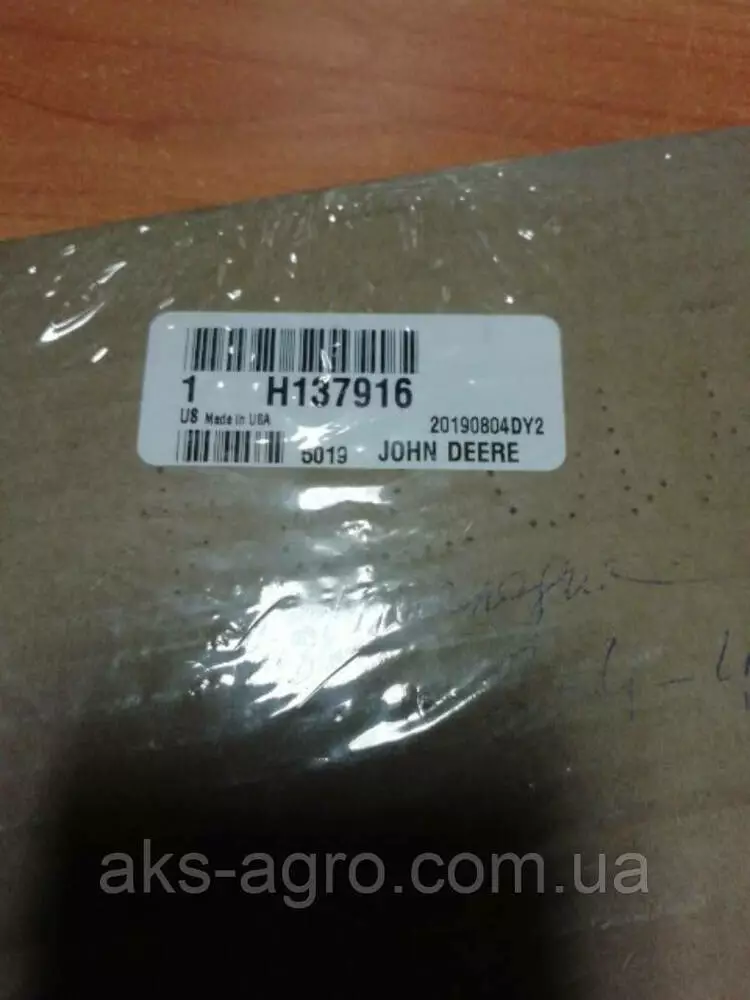 1 H137916
US Made in USA 20190804DY2
5019 JOHN DEERE
aks-agro.com.ua